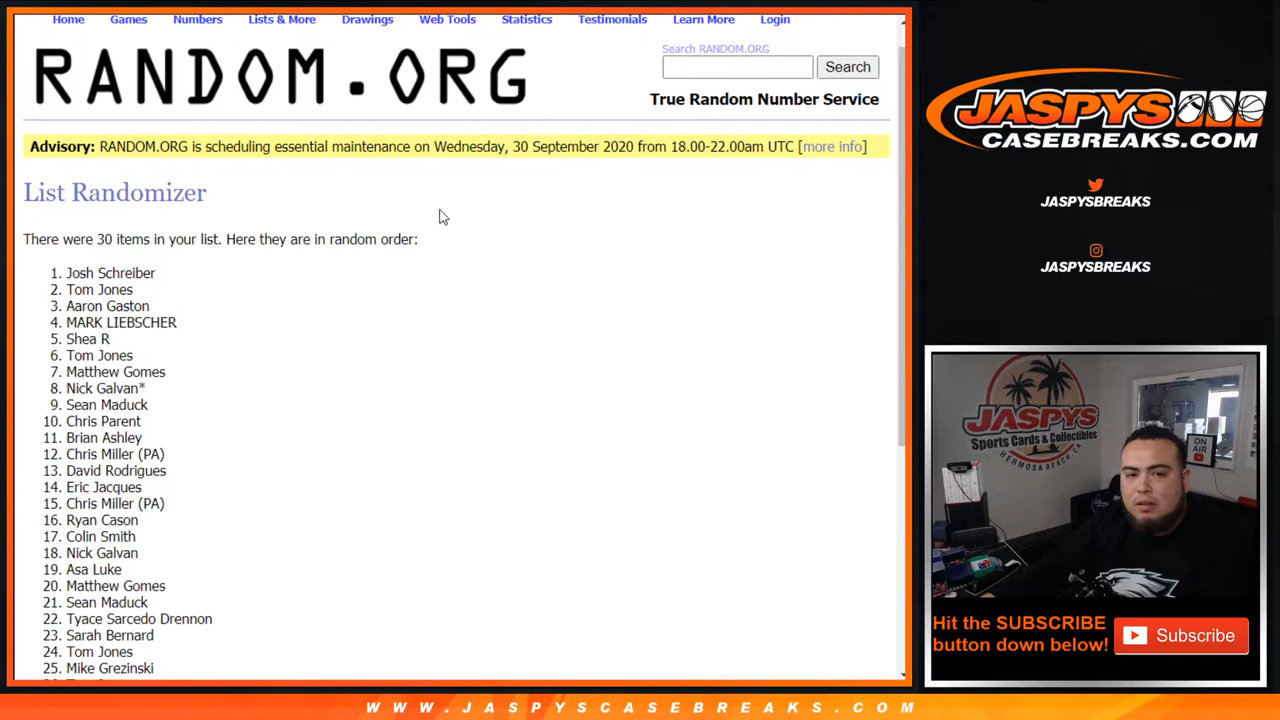 Home Games Numbers Lists & More Drawings Web Tools Statistics Testimonials Learn More Login
RANDOM.ORG
Search RANDOM.ORG
Search
True Random Number Service
Advisory: RANDOM.ORG is scheduling essential maintenance on Wednesday, 30 September 2020 from 18.00-22.00am UTC [more info]
List Randomizer
There were 30 items in your list. Here they are in random order:
1. Josh Schreiber
2. Tom Jones
3. Aaron Gaston
4. MARK LIEBSCHER
5. Shea R
6. Tom Jones
7. Matthew Gomes
8. Nick Galvan*
9. Sean Maduck
10. Chris Parent
11. Brian Ashley
12. Chris Miller (PA)
13. David Rodrigues
14. Eric Jacques
15. Chris Miller (PA)
16. Ryan Cason
17. Colin Smith
18. Nick Galvan
19. Asa Luke
20. Matthew Gomes
21. Sean Maduck
22. Tyace Sarcedo Drennon
23. Sarah Bernard
24. Tom Jones
25. Mike Grezinski
JASPYS
CASEBREAKS.COM
JASPYSBREAKS
JASPYSBREAKS
JASPYS
Sports Cards & Collectibles
HERMOSA BEACH CA
ON
AIR
Hit the SUBSCRIBE
button down below!
Subscribe
WWW.JASPYSCASEBREAKS.COM